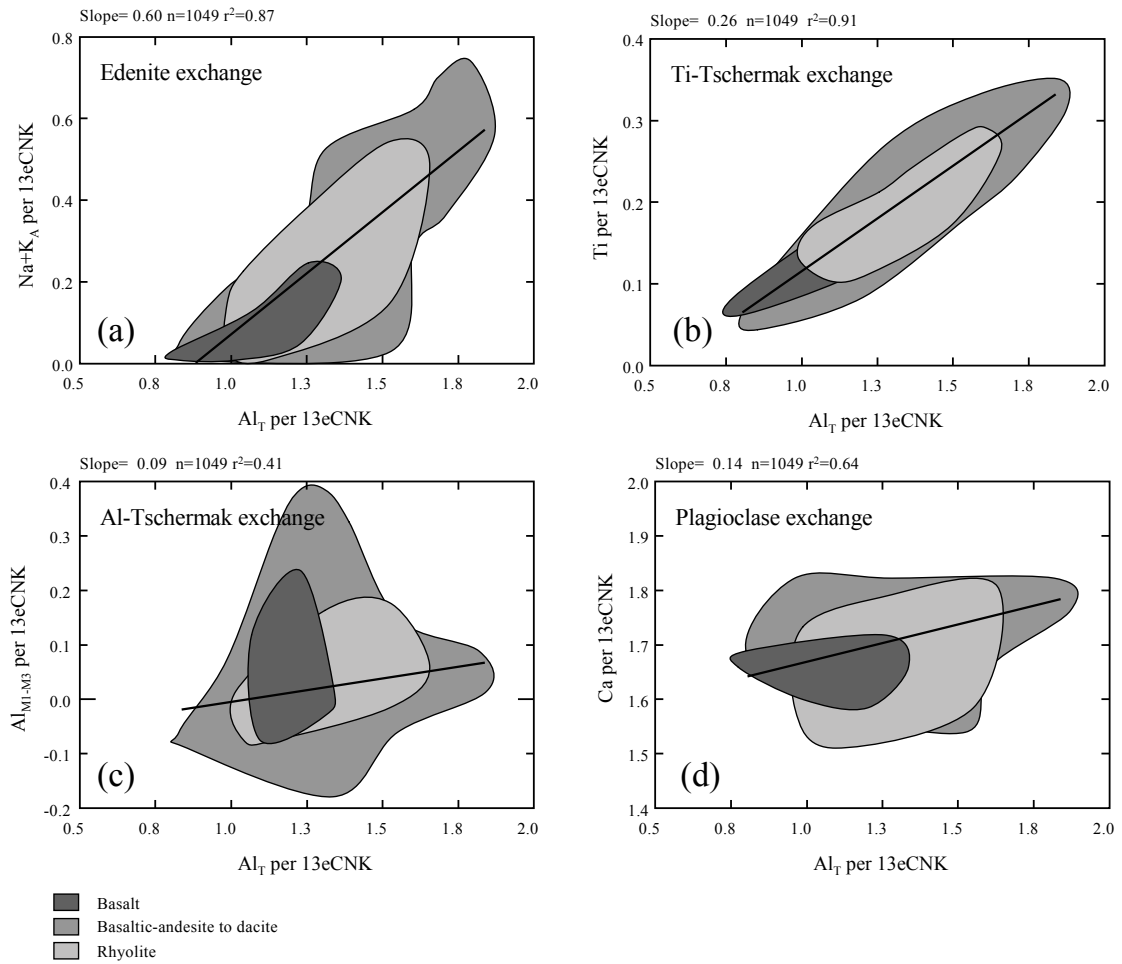 Slope= 0.60 n=1049 r²=0.87
Edenite exchange
Na+K_A per 13eCNK
0.8
0.6
0.4
0.2
0.0
(a)
0.5 0.8 1.0 1.3 1.5 1.8 2.0
Al_T per 13eCNK
Slope= 0.26 n=1049 r²=0.91
Ti-Tschermak exchange
Ti per 13eCNK
0.4
0.3
0.2
0.1
0.0
(b)
0.5 0.8 1.0 1.3 1.5 1.8 2.0
Al_T per 13eCNK
Slope= 0.09 n=1049 r²=0.41
Al-Tschermak exchange
Al_M1-M3 per 13eCNK
0.4
0.3
0.2
0.1
0.0
-0.1
-0.2
(c)
0.5 0.8 1.0 1.3 1.5 1.8 2.0
Al_T per 13eCNK
Slope= 0.14 n=1049 r²=0.64
Plagioclase exchange
Ca per 13eCNK
2.0
1.9
1.8
1.7
1.6
1.5
1.4
(d)
0.5 0.8 1.0 1.3 1.5 1.8 2.0
Al_T per 13eCNK
Basalt
Basaltic-andesite to dacite
Rhyolite